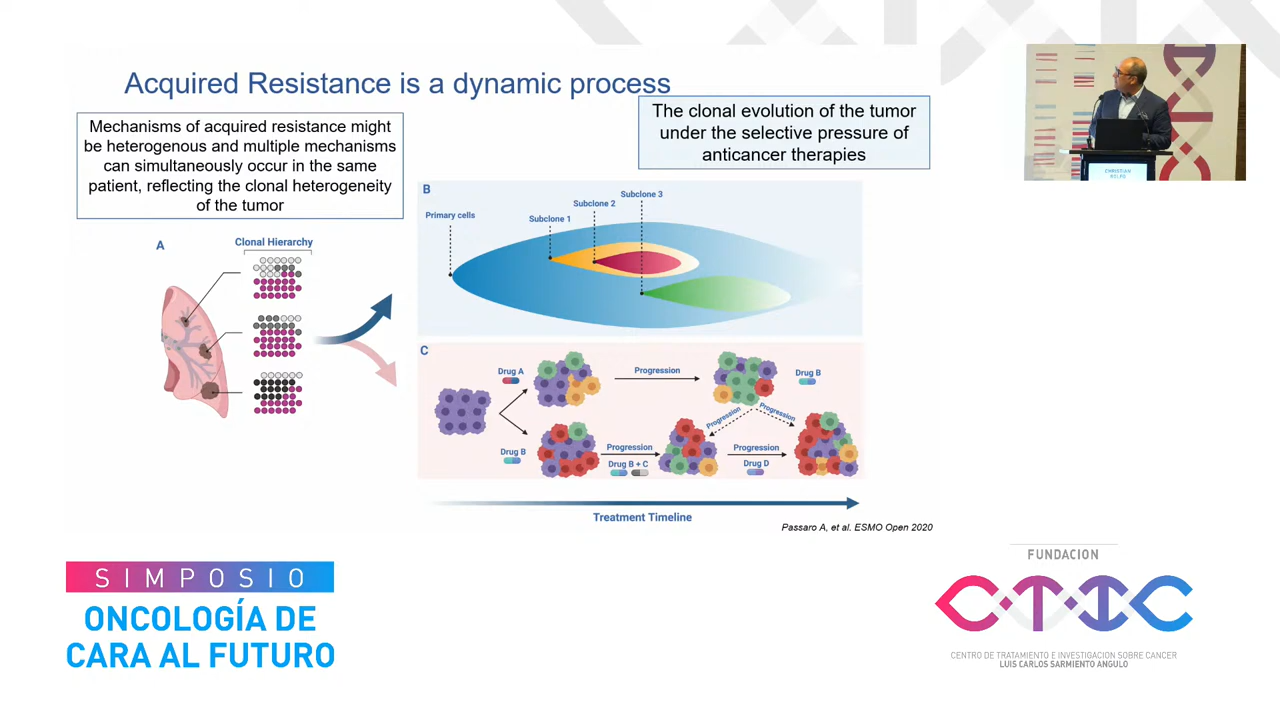 Acquired Resistance is a dynamic process
Mechanisms of acquired resistance might
be heterogenous and multiple mechanisms
can simultaneously occur in the same
patient, reflecting the clonal heterogeneity
of the tumor
The clonal evolution of the tumor
under the selective pressure of
anticancer therapies
A
Clonal Hierarchy
B
Primary cells
Subclone 1
Subclone 2
Subclone 3
C
Drug A
Progression
Drug B
Progression
Progression
Drug B
Progression
Drug B + C
Progression
Drug D
Treatment Timeline
Passaro A, et al. ESMO Open 2020
CHRISTIAN
ROLFO
SIMPOSIO
ONCOLOGÍA DE
CARA AL FUTURO
FUNDACION
CTIC
CENTRO DE TRATAMIENTO E INVESTIGACION SOBRE CANCER
LUIS CARLOS SARMIENTO ANGULO